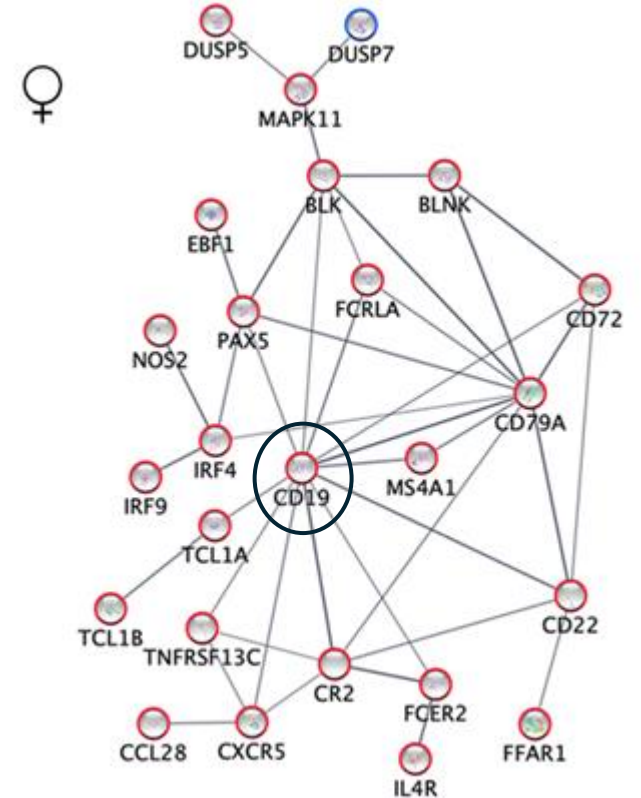 DUSP5
DUSP7
♀
MAPK11
BLK
BLNK
EBF1
FCRLA
CD72
PAX5
NOS2
CD79A
IRF4
MS4A1
CD19
IRF9
TCL1A
CD22
TCL1B
TNFRSF13C
CR2
FCER2
CCL28
CXCR5
FFAR1
IL4R